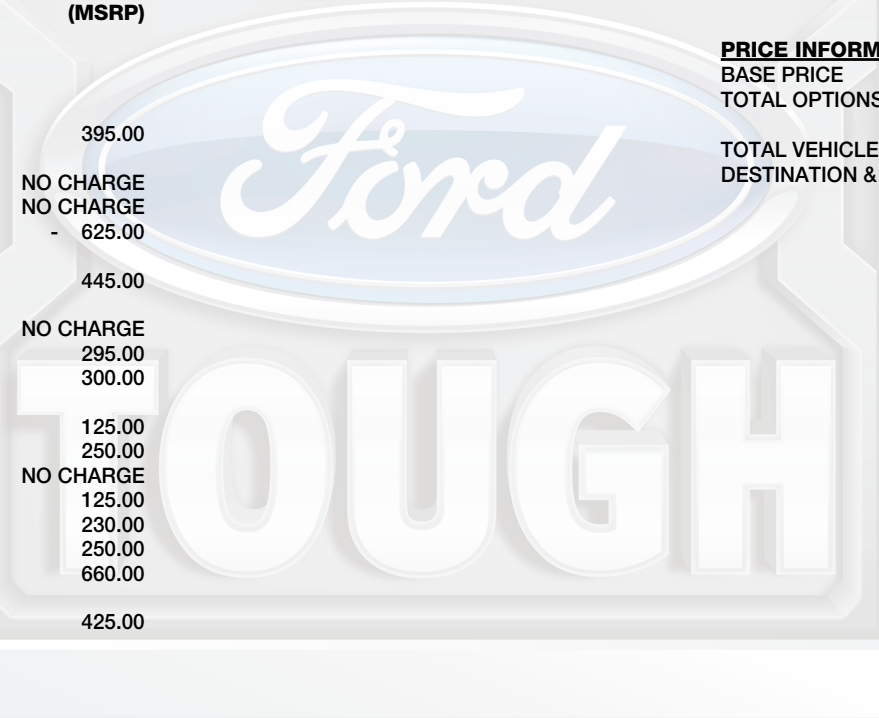 (MSRP)
395.00
NO CHARGE
NO CHARGE
- 625.00
445.00
NO CHARGE
295.00
300.00
125.00
250.00
NO CHARGE
125.00
230.00
250.00
660.00
425.00
PRICE INFORM
BASE PRICE
TOTAL OPTIONS
TOTAL VEHICLE
DESTINATION &
Ford
TOUGH